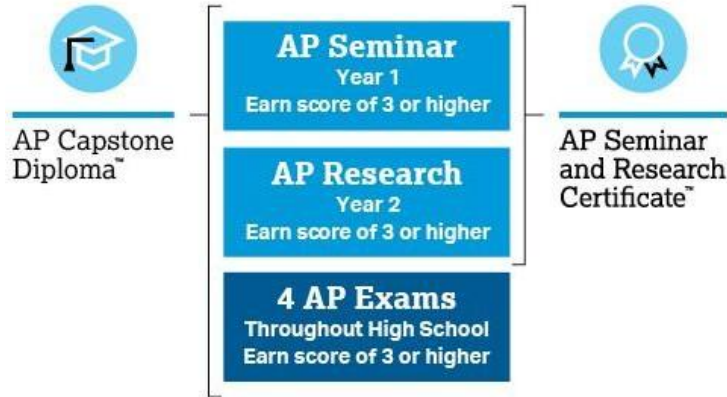 AP Capstone
Diploma™
AP Seminar
Year 1
Earn score of 3 or higher
AP Research
Year 2
Earn score of 3 or higher
4 AP Exams
Throughout High School
Earn score of 3 or higher
AP Seminar
and Research
Certificate™